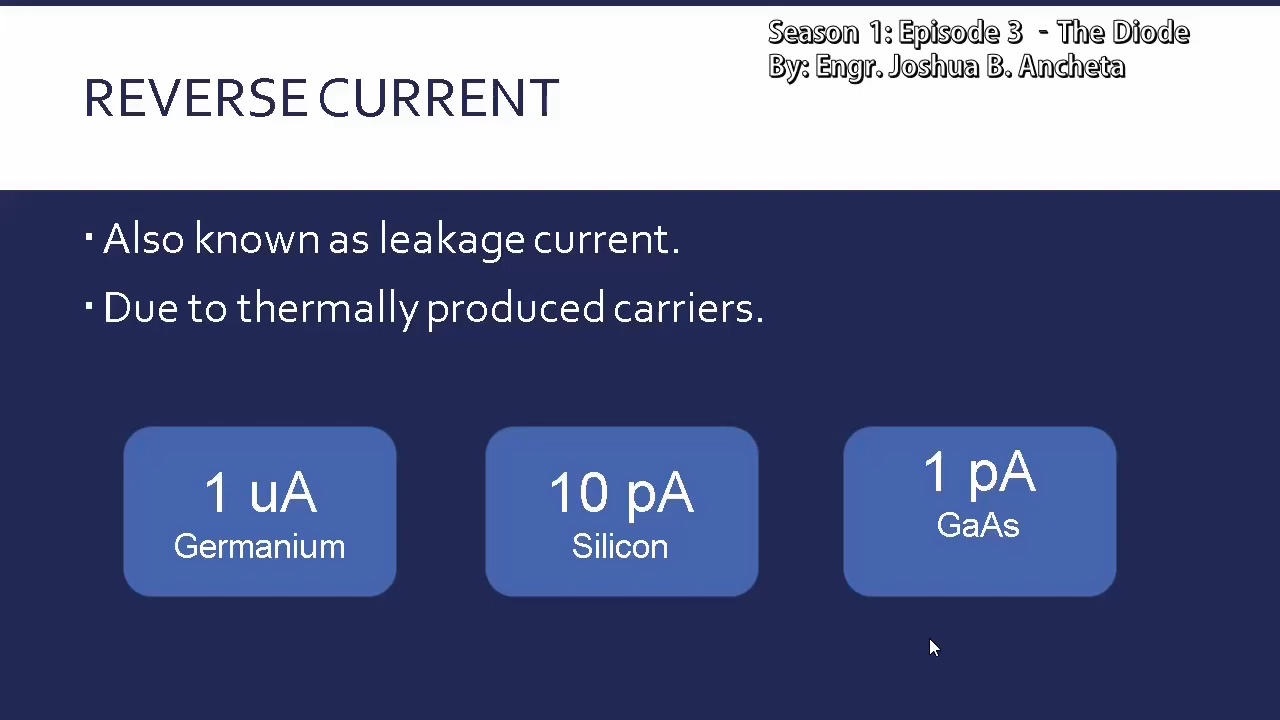 Season 1: Episode 3 - The Diode
By: Engr. Joshua B. Ancheta
REVERSE CURRENT
▪ Also known as leakage current.
▪ Due to thermally produced carriers.
1 uA
Germanium
10 pA
Silicon
1 pA
GaAs